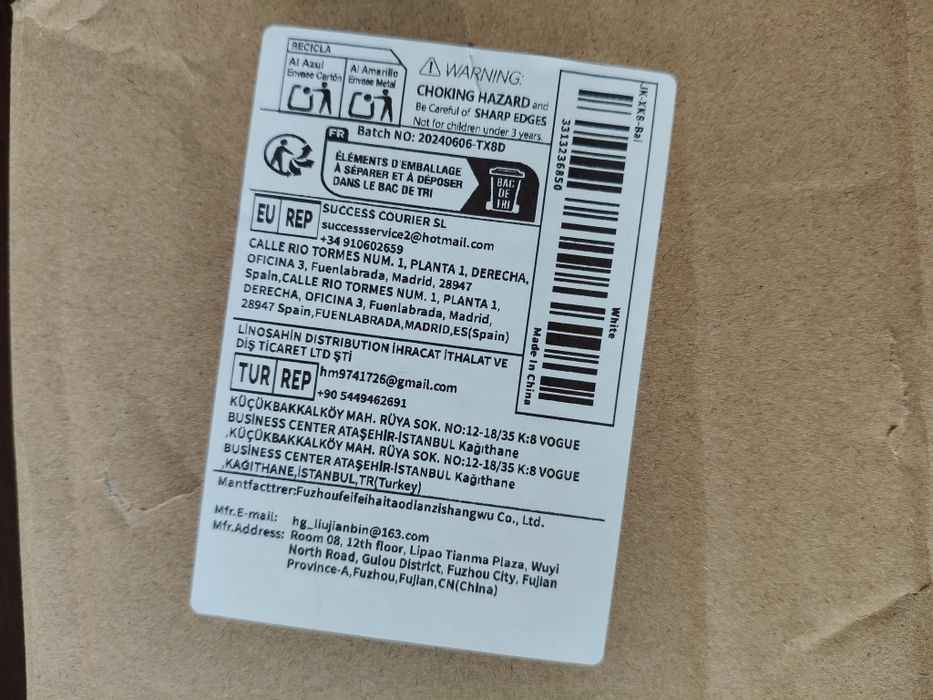 RECICLA
Al Azul
Envase Cartón
Al Amarillo
Envase Metal
WARNING:
CHOKING HAZARD and
Be Careful of SHARP EDGES
Not for children under 3 years.
FR Batch NO: 20240606-TX8D
ÉLÉMENTS D'EMBALLAGE
À SÉPARER ET À DÉPOSER
DANS LE BAC DE TRI
BAC
DE
TRI
EU REP
SUCCESS COURIER SL
successservice2@hotmail.com
+34 910602659
CALLE RIO TORMES NUM. 1, PLANTA 1, DERECHA,
OFICINA 3, Fuenlabrada, Madrid, 28947
Spain,CALLE RIO TORMES NUM. 1, PLANTA 1,
DERECHA, OFICINA 3, Fuenlabrada, Madrid,
28947 Spain,FUENLABRADA,MADRID,ES(Spain)
LİNOSAHİN DISTRIBUTION İHRACAT İTHALAT VE
DİŞ TİCARET LTD ŞTİ
TUR REP
hm9741726@gmail.com
+90 5449462691
KÜÇÜKBAKKALKÖY MAH. RÜYA SOK. NO:12-18/35 K:8 VOGUE
BUSINESS CENTER ATAŞEHİR-İSTANBUL Kağıthane
,KÜÇÜKBAKKALKÖY MAH. RÜYA SOK. NO:12-18/35 K:8 VOGUE
BUSINESS CENTER ATAŞEHİR-İSTANBUL Kağıthane
,KAĞITHANE,İSTANBUL,TR(Turkey)
Mantfacttrer:Fuzhoufeifeihaitaodianzishangwu Co., Ltd.
Mfr.E-mail: hg_liujianbin@163.com
Mfr.Address: Room 08, 12th floor, Lipao Tianma Plaza, Wuyi
North Road, Gulou District, Fuzhou City, Fujian
Province-A,Fuzhou,Fujian,CN(China)
JK-XK8-Bai
3313236850
White
Made In China